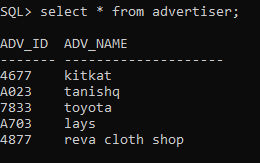 SQL> select * from advertiser;
ADV_ID  ADV_NAME
------- --------------------
4677    kitkat
A023    tanishq
7833    toyota
A703    lays
4877    reva cloth shop